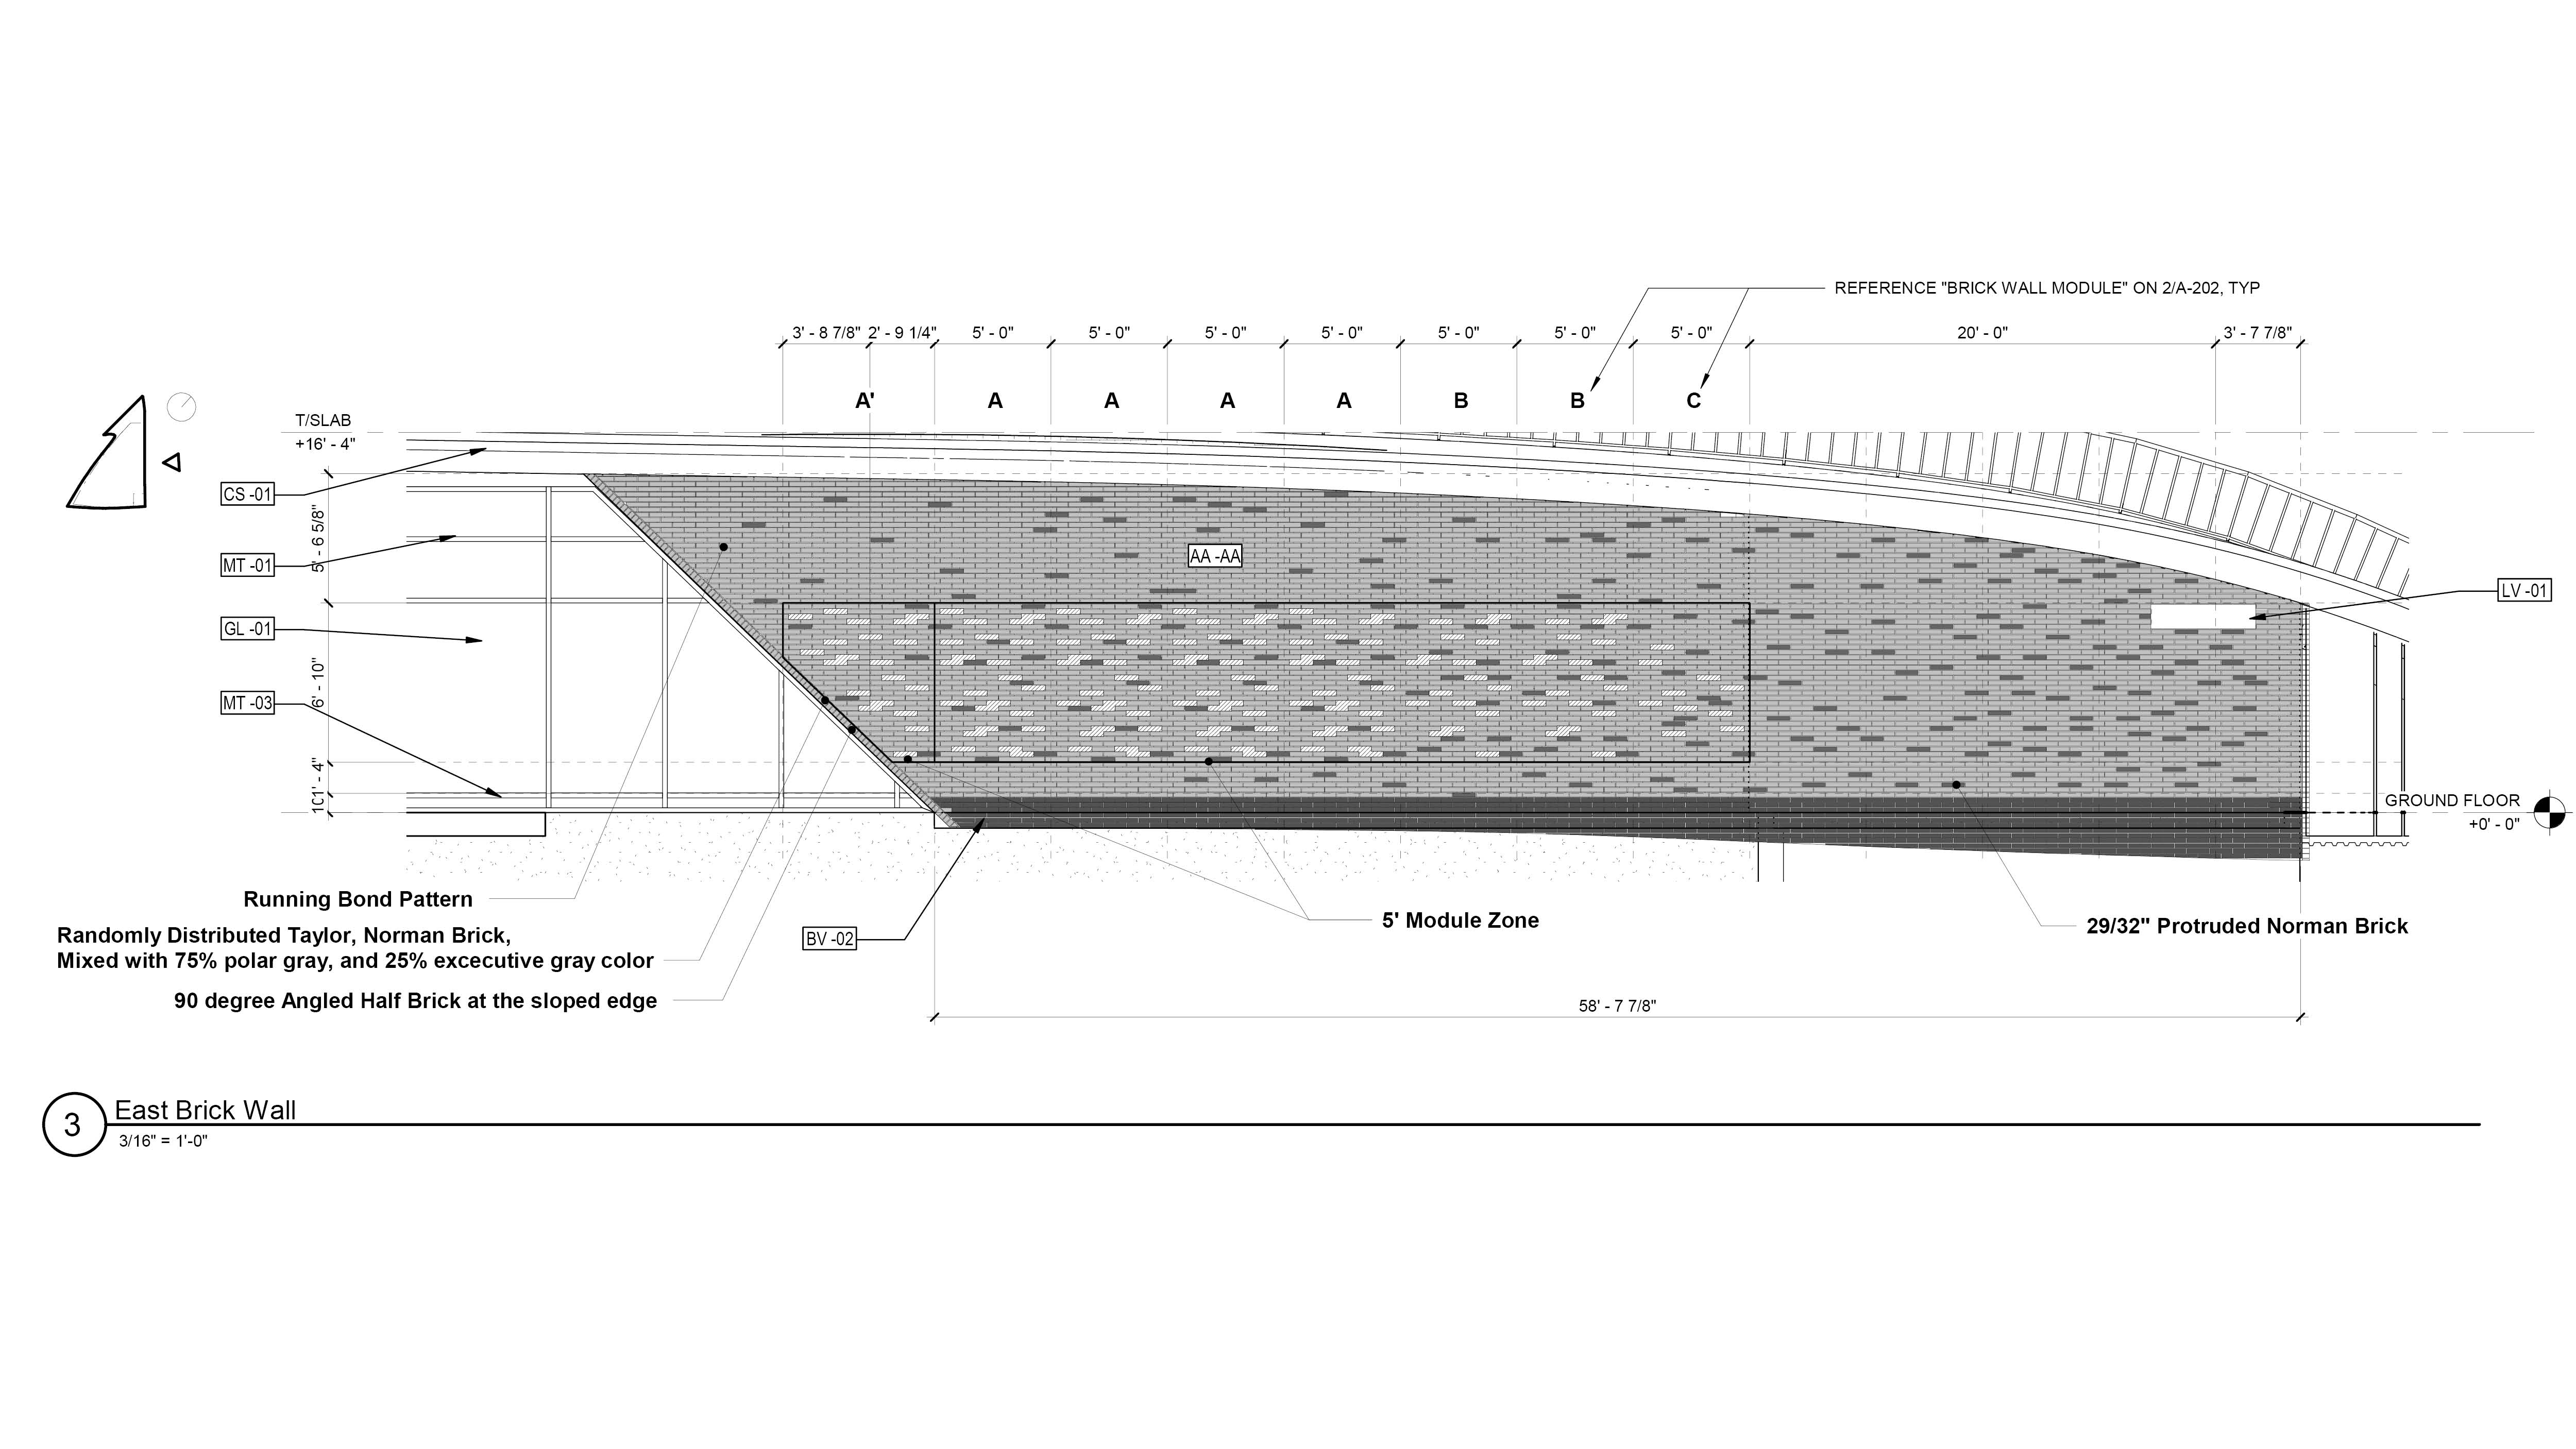 REFERENCE "BRICK WALL MODULE" ON 2/A-202, TYP
3' - 8 7/8" 2' - 9 1/4" 5' - 0" 5' - 0" 5' - 0" 5' - 0" 5' - 0" 5' - 0" 5' - 0" 20' - 0" 3' - 7 7/8"
A' A A A A B B C
T/SLAB
+16' - 4"
CS -01
5' - 6 5/8"
MT -01
AA -AA
LV -01
GL -01
6' - 10"
MT -03
1' - 4"
10"
GROUND FLOOR
+0' - 0"
Running Bond Pattern
5' Module Zone
29/32" Protruded Norman Brick
Randomly Distributed Taylor, Norman Brick,
Mixed with 75% polar gray, and 25% excecutive gray color
BV -02
90 degree Angled Half Brick at the sloped edge
58' - 7 7/8"
3
East Brick Wall
3/16" = 1'-0"